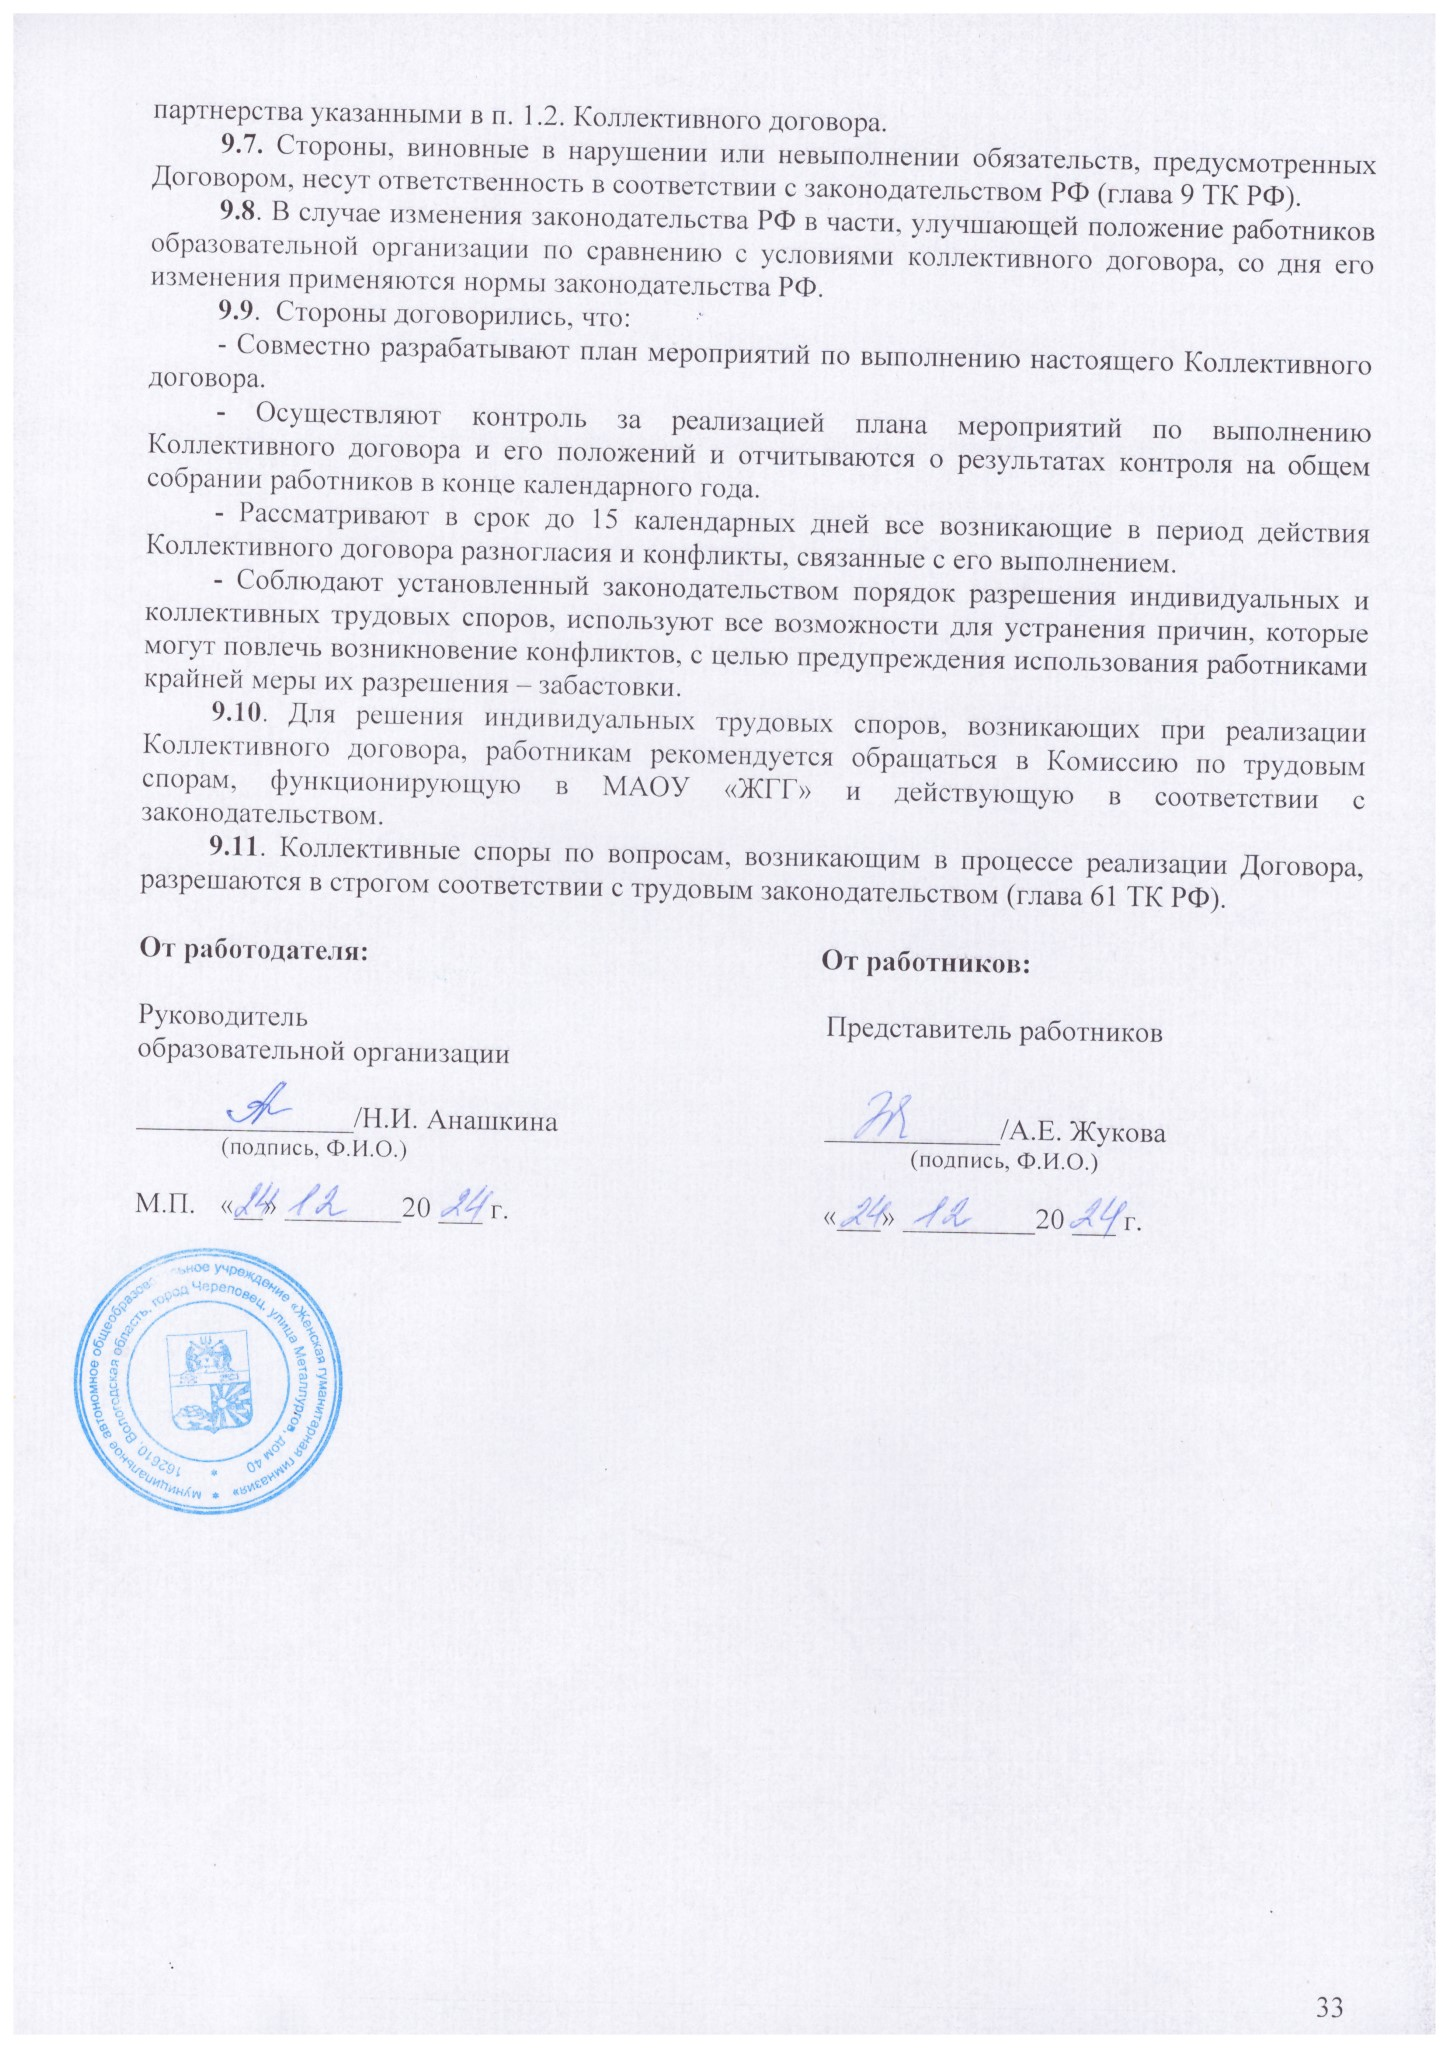 партнерства указанными в п. 1.2. Коллективного договора.
9.7. Стороны, виновные в нарушении или невыполнении обязательств, предусмотренных
Договором, несут ответственность в соответствии с законодательством РФ (глава 9 ТК РФ).
9.8. В случае изменения законодательства РФ в части, улучшающей положение работников
образовательной организации по сравнению с условиями коллективного договора, со дня его
изменения применяются нормы законодательства РФ.
9.9. Стороны договорились, что:
- Совместно разрабатывают план мероприятий по выполнению настоящего Коллективного
договора.
- Осуществляют контроль за реализацией плана мероприятий по выполнению
Коллективного договора и его положений и отчитываются о результатах контроля на общем
собрании работников в конце календарного года.
- Рассматривают в срок до 15 календарных дней все возникающие в период действия
Коллективного договора разногласия и конфликты, связанные с его выполнением.
- Соблюдают установленный законодательством порядок разрешения индивидуальных и
коллективных трудовых споров, используют все возможности для устранения причин, которые
могут повлечь возникновение конфликтов, с целью предупреждения использования работниками
крайней меры их разрешения – забастовки.
9.10. Для решения индивидуальных трудовых споров, возникающих при реализации
Коллективного договора, работникам рекомендуется обращаться в Комиссию по трудовым
спорам, функционирующую в МАОУ «ЖГГ» и действующую в соответствии с
законодательством.
9.11. Коллективные споры по вопросам, возникающим в процессе реализации Договора,
разрешаются в строгом соответствии с трудовым законодательством (глава 61 ТК РФ).
От работодателя:
Руководитель
образовательной организации
_______________/Н.И. Анашкина
(подпись, Ф.И.О.)
М.П. «24» 12 20 24 г.
От работников:
Представитель работников
____________/А.Е. Жукова
(подпись, Ф.И.О.)
«24» 12 20 24 г.
муниципальное автономное общеобразовательное учреждение «Женская гуманитарная гимназия» *
162610, Вологодская область, город Череповец, улица Металлургов, дом 40 *
33